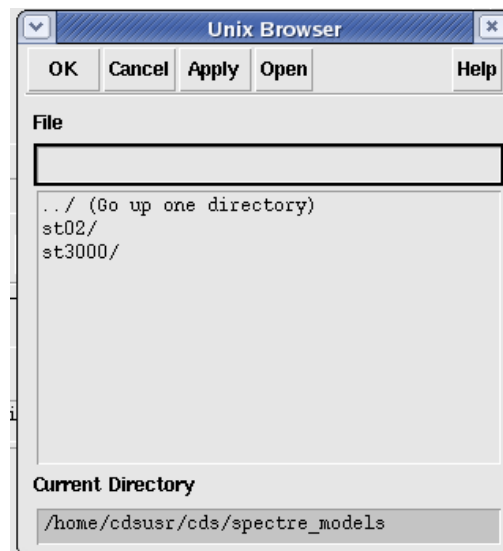 Unix Browser
OK Cancel Apply Open Help
File
../ (Go up one directory)
st02/
st3000/
Current Directory
/home/cdsusr/cds/spectre_models